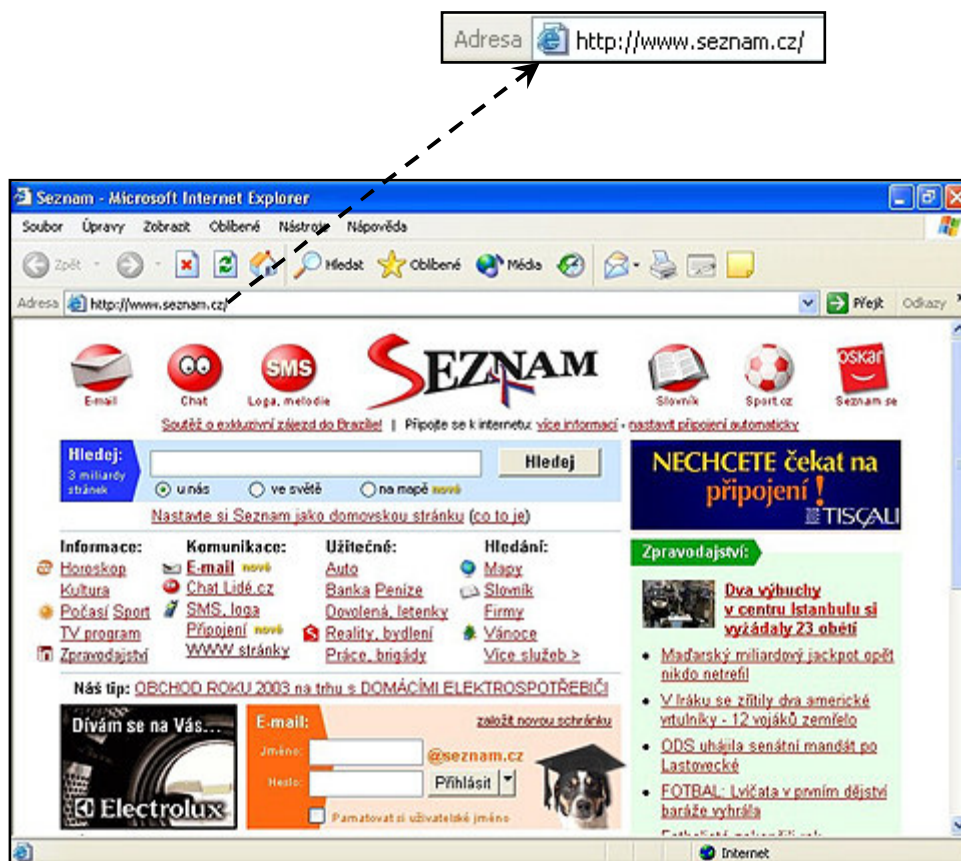 Adresa http://www.seznam.cz/
Seznam - Microsoft Internet Explorer
Soubor Úpravy Zobrazit Oblíbené Nástroje Nápověda
Zpět Hledat Oblíbené Média
Adresa http://www.seznam.cz/ Přejít Odkazy
SMS SEZNAM OSKAR
E-mail Chat Loga, melodie Slovník Sport.cz Seznam se
Soutěž o exkluzivní zájezd do Brazílie! | Připojte se k internetu: více informací - nastavit připojení automaticky
Hledej: Hledej
3 miliardy
stránek
u nás ve světě na mapě nové
Nastavte si Seznam jako domovskou stránku (co to je)
NECHCETE čekat na
připojení !
TISCALI
Informace: Komunikace: Užitečné: Hledání:
Horoskop E-mail nové Auto Mapy
Kultura Chat Lidé.cz Banka Peníze Slovník
Počasí Sport SMS, loga Dovolená, letenky Firmy
TV program Připojení nové Reality, bydlení Vánoce
Zpravodajství WWW stránky Práce, brigády Více služeb >
Náš tip: OBCHOD ROKU 2003 na trhu s DOMÁCÍMI ELEKTROSPOTŘEBIČI
Zpravodajství:
Dva výbuchy
v centru Istanbulu si
vyžádaly 23 obětí
Maďarský miliardový jackpot opět
nikdo netrefil
V Iráku se zřítily dva americké
vrtulníky - 12 vojáků zemřelo
ODS uhájila senátní mandát po
Lastovecké
FOTBAL: Lvíčata v prvním dějství
baráže vyhrála
Dívám se na Vás...
Electrolux
E-mail: založit novou schránku
Jméno: @seznam.cz
Heslo: Přihlásit
Pamatovat si uživatelské jméno
Internet